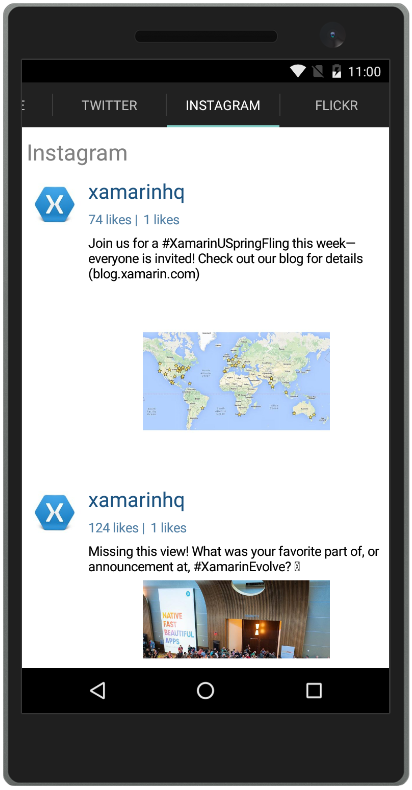 11:00
E TWITTER INSTAGRAM FLICKR
Instagram
xamarinhq
74 likes | 1 likes
Join us for a #XamarinUSpringFling this week—
everyone is invited! Check out our blog for details
(blog.xamarin.com)
xamarinhq
124 likes | 1 likes
Missing this view! What was your favorite part of, or
announcement at, #XamarinEvolve?
NATIVE
FAST
BEAUTIFUL
APPS